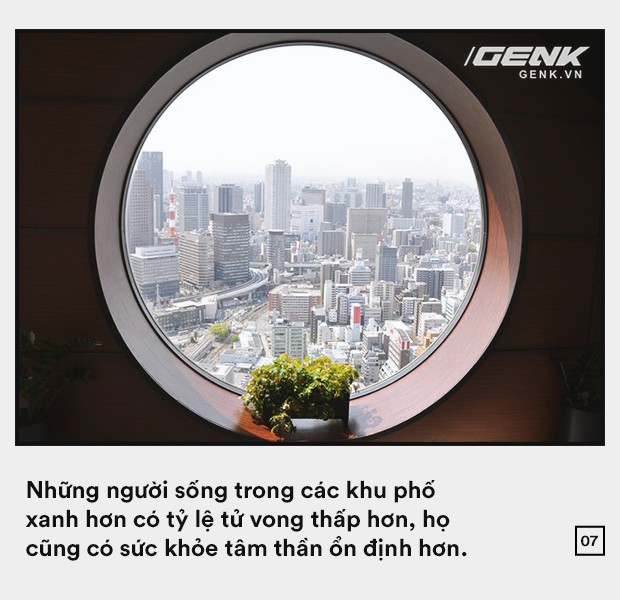 GENK
GENK.VN
Những người sống trong các khu phố
xanh hơn có tỷ lệ tử vong thấp hơn, họ
cũng có sức khỏe tâm thần ổn định hơn.
07